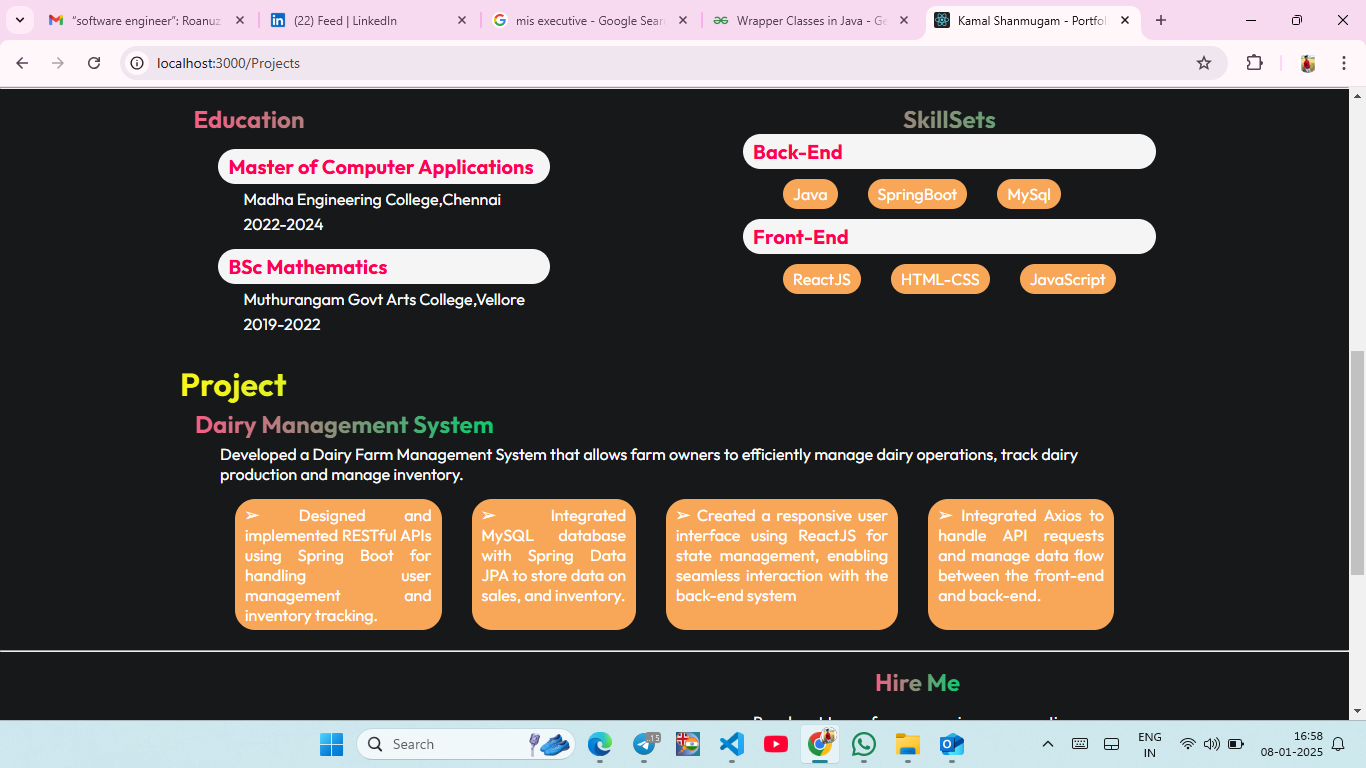 “software engineer”: Roanuz
(22) Feed | LinkedIn
mis executive - Google Sear
Wrapper Classes in Java - Ge
Kamal Shanmugam - Portfol
localhost:3000/Projects
Education
Master of Computer Applications
Madha Engineering College,Chennai
2022-2024
BSc Mathematics
Muthurangam Govt Arts College,Vellore
2019-2022
SkillSets
Back-End
Java
SpringBoot
MySql
Front-End
ReactJS
HTML-CSS
JavaScript
Project
Dairy Management System
Developed a Dairy Farm Management System that allows farm owners to efficiently manage dairy operations, track dairy
production and manage inventory.
➢ Designed and
implemented RESTful APIs
using Spring Boot for
handling user
management and
inventory tracking.
➢ Integrated
MySQL database
with Spring Data
JPA to store data on
sales, and inventory.
➢ Created a responsive user
interface using ReactJS for
state management, enabling
seamless interaction with the
back-end system
➢ Integrated Axios to
handle API requests
and manage data flow
between the front-end
and back-end.
Hire Me
Search
15
ENG
IN
16:58
08-01-2025